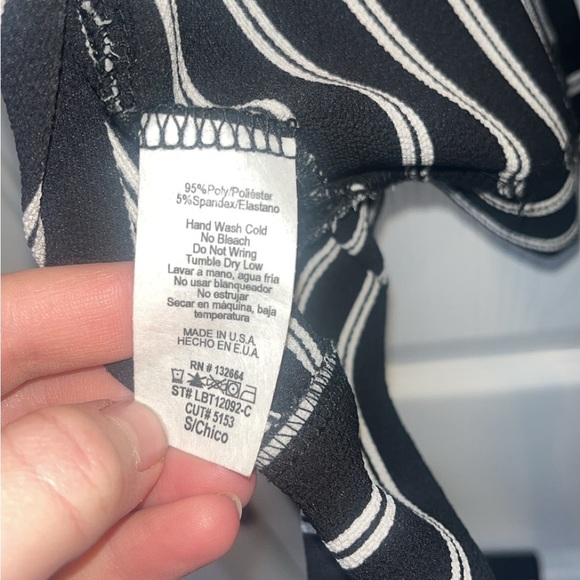 95%Poly/Poliéster
5%Spandex/Elastano
Hand Wash Cold
No Bleach
Do Not Wring
Tumble Dry Low
Lavar a mano, agua fria
No usar blanqueador
No estrujar
Secar en máquina, baja
temperatura
MADE IN U.S.A.
HECHO EN E.U.A.
RN # 132664
ST# LBT12092-C
CUT# 5153
S/Chico